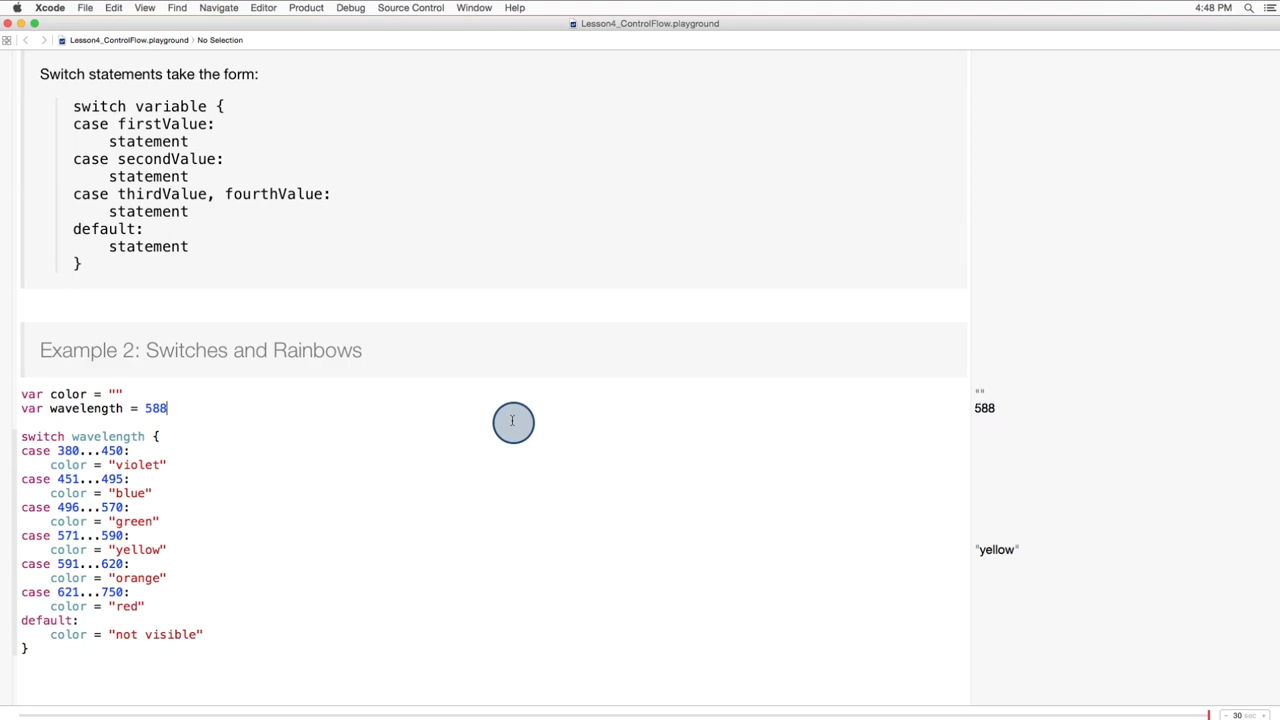 Xcode File Edit View Find Navigate Editor Product Debug Source Control Window Help 4:48 PM
Lesson4_ControlFlow.playground
Lesson4_ControlFlow.playground › No Selection
Switch statements take the form:
switch variable {
case firstValue:
    statement
case secondValue:
    statement
case thirdValue, fourthValue:
    statement
default:
    statement
}
Example 2: Switches and Rainbows
var color = "" ""
var wavelength = 588 588
switch wavelength {
case 380...450:
    color = "violet"
case 451...495:
    color = "blue"
case 496...570:
    color = "green"
case 571...590:
    color = "yellow" "yellow"
case 591...620:
    color = "orange"
case 621...750:
    color = "red"
default:
    color = "not visible"
}
- 30 sec +